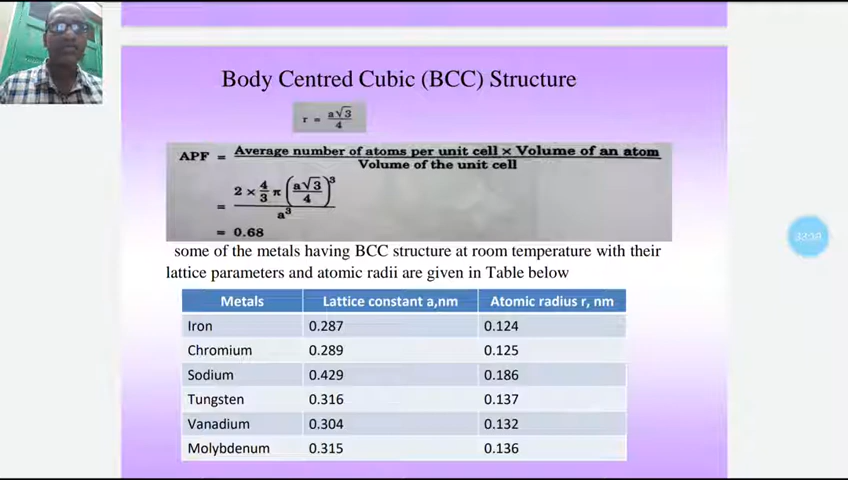 Body Centred Cubic (BCC) Structure
r = a√3/4
APF = Average number of atoms per unit cell × Volume of an atom / Volume of the unit cell
= 2 × 4/3 π (a√3/4)³ / a³
= 0.68
some of the metals having BCC structure at room temperature with their
lattice parameters and atomic radii are given in Table below
Metals Lattice constant a,nm Atomic radius r, nm
Iron 0.287 0.124
Chromium 0.289 0.125
Sodium 0.429 0.186
Tungsten 0.316 0.137
Vanadium 0.304 0.132
Molybdenum 0.315 0.136